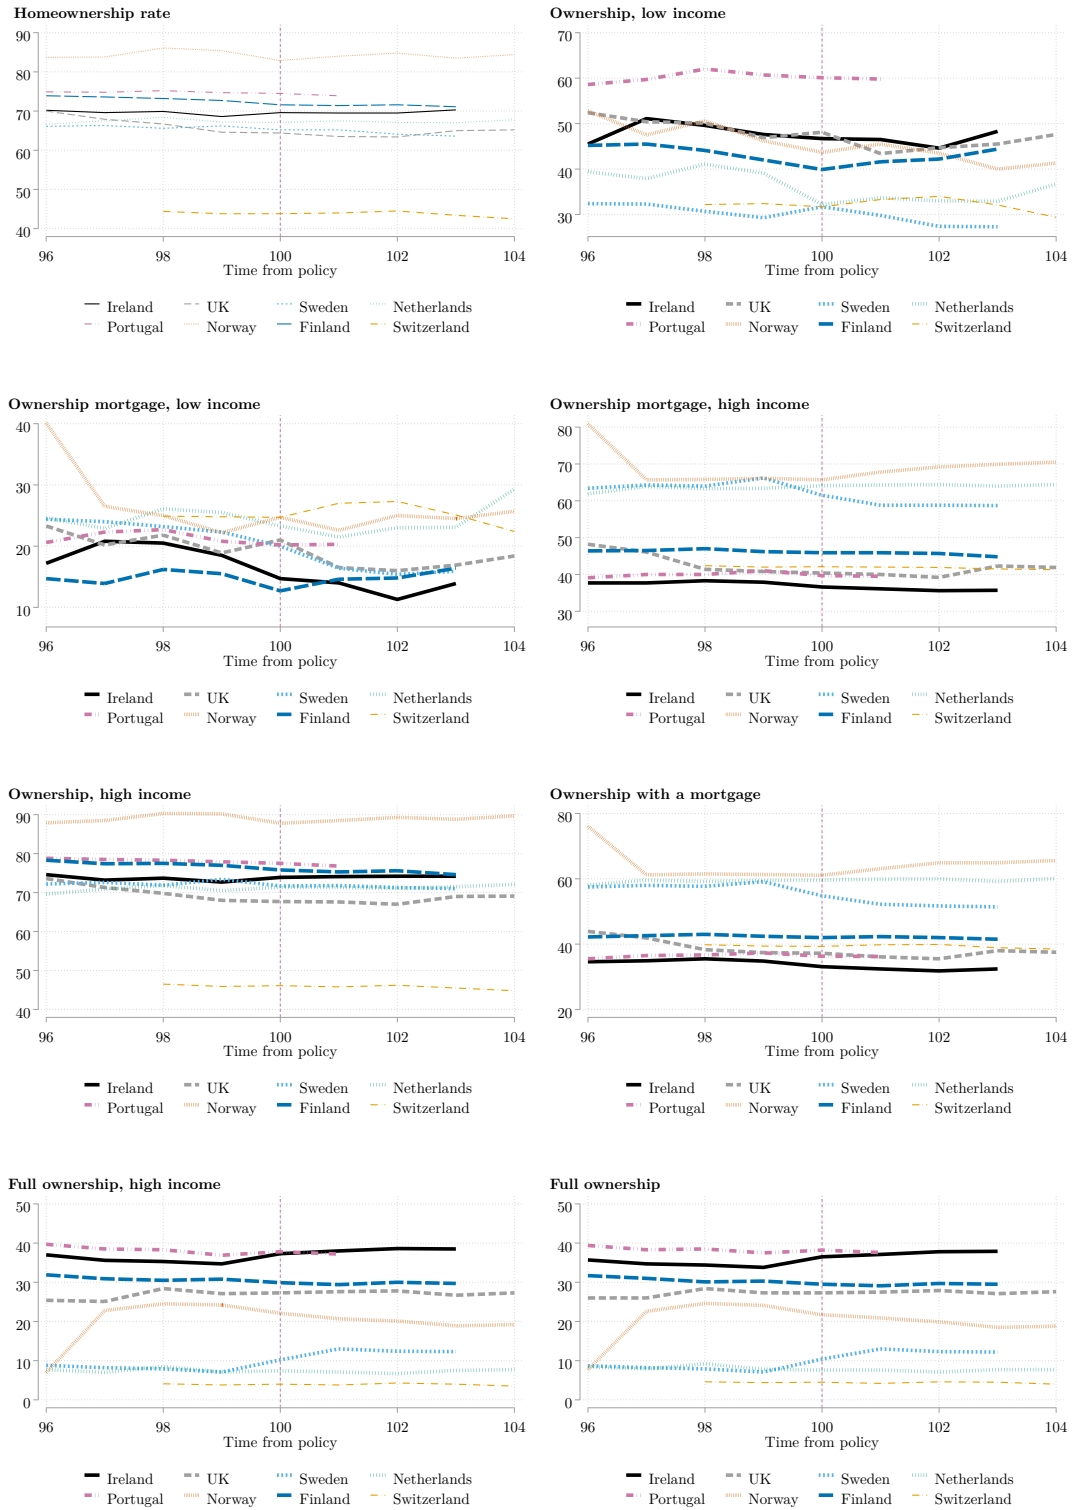 Homeownership rate
90
80
70
60
50
40
96 98 100 102 104
Time from policy
Ireland UK Sweden Netherlands
Portugal Norway Finland Switzerland
Ownership, low income
70
60
50
40
30
96 98 100 102 104
Time from policy
Ireland UK Sweden Netherlands
Portugal Norway Finland Switzerland
Ownership mortgage, low income
40
30
20
10
96 98 100 102 104
Time from policy
Ireland UK Sweden Netherlands
Portugal Norway Finland Switzerland
Ownership mortgage, high income
80
70
60
50
40
30
96 98 100 102 104
Time from policy
Ireland UK Sweden Netherlands
Portugal Norway Finland Switzerland
Ownership, high income
90
80
70
60
50
40
96 98 100 102 104
Time from policy
Ireland UK Sweden Netherlands
Portugal Norway Finland Switzerland
Ownership with a mortgage
80
60
40
20
96 98 100 102 104
Time from policy
Ireland UK Sweden Netherlands
Portugal Norway Finland Switzerland
Full ownership, high income
50
40
30
20
10
0
96 98 100 102 104
Time from policy
Ireland UK Sweden Netherlands
Portugal Norway Finland Switzerland
Full ownership
50
40
30
20
10
0
96 98 100 102 104
Time from policy
Ireland UK Sweden Netherlands
Portugal Norway Finland Switzerland